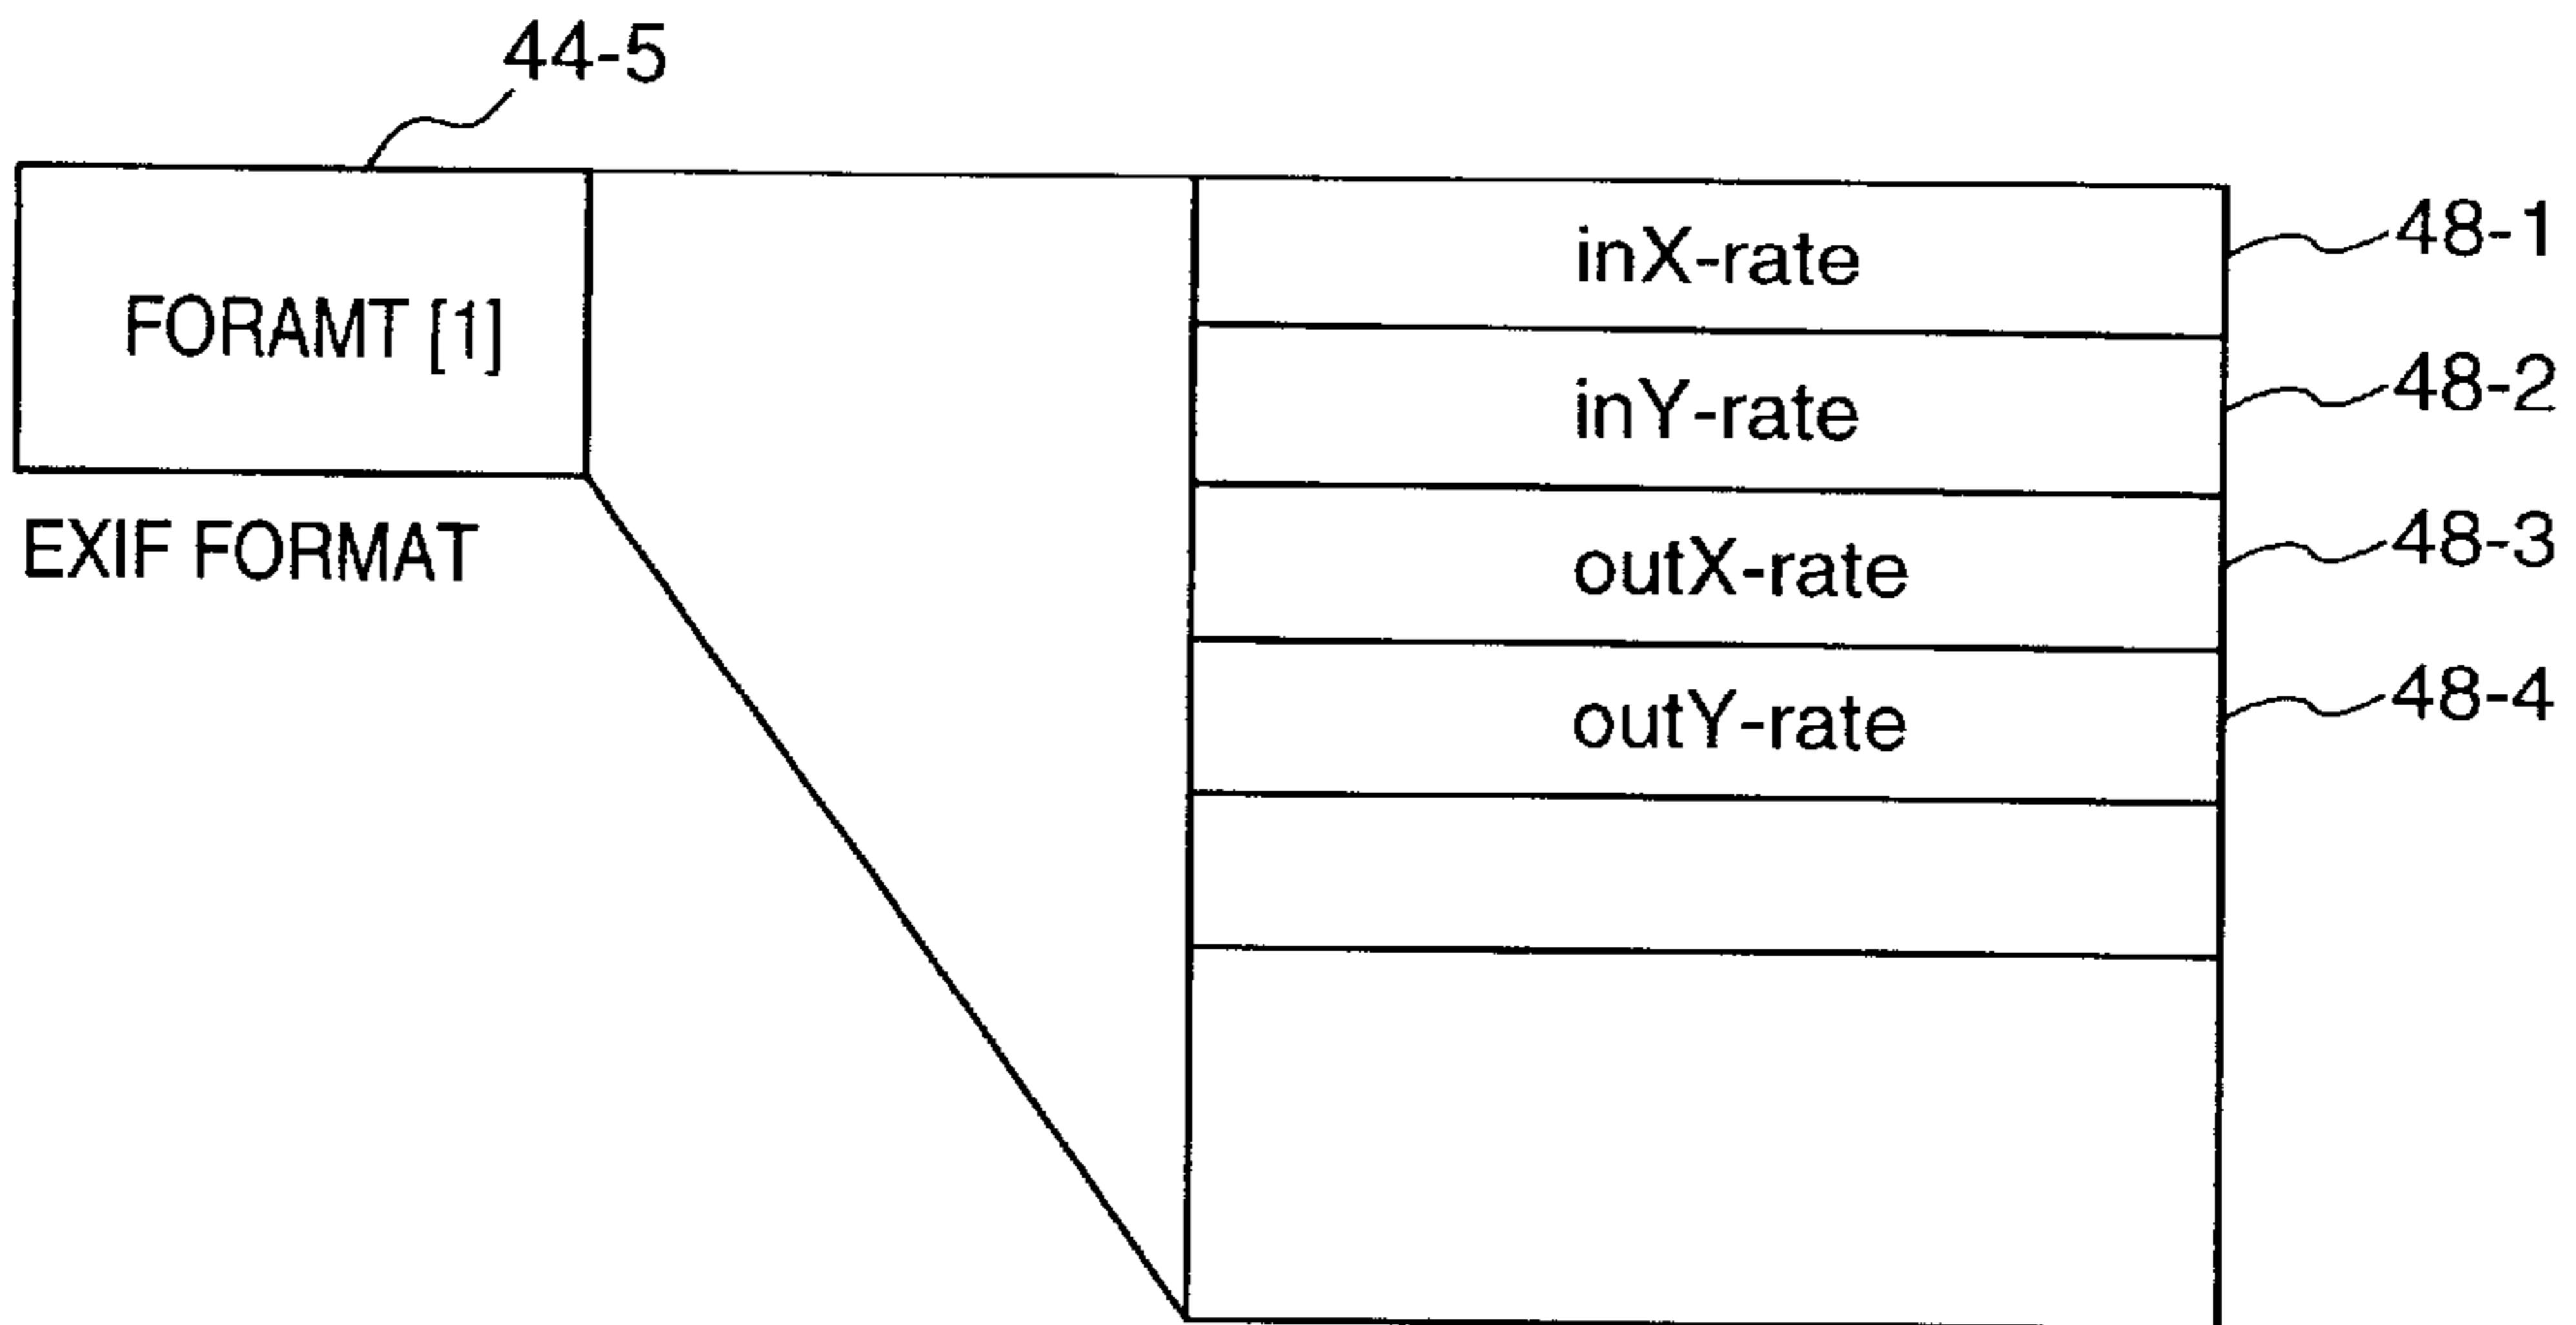 44-5
FORAMT [1]
EXIF FORMAT
inX-rate
48-1
inY-rate
48-2
outX-rate
48-3
outY-rate
48-4